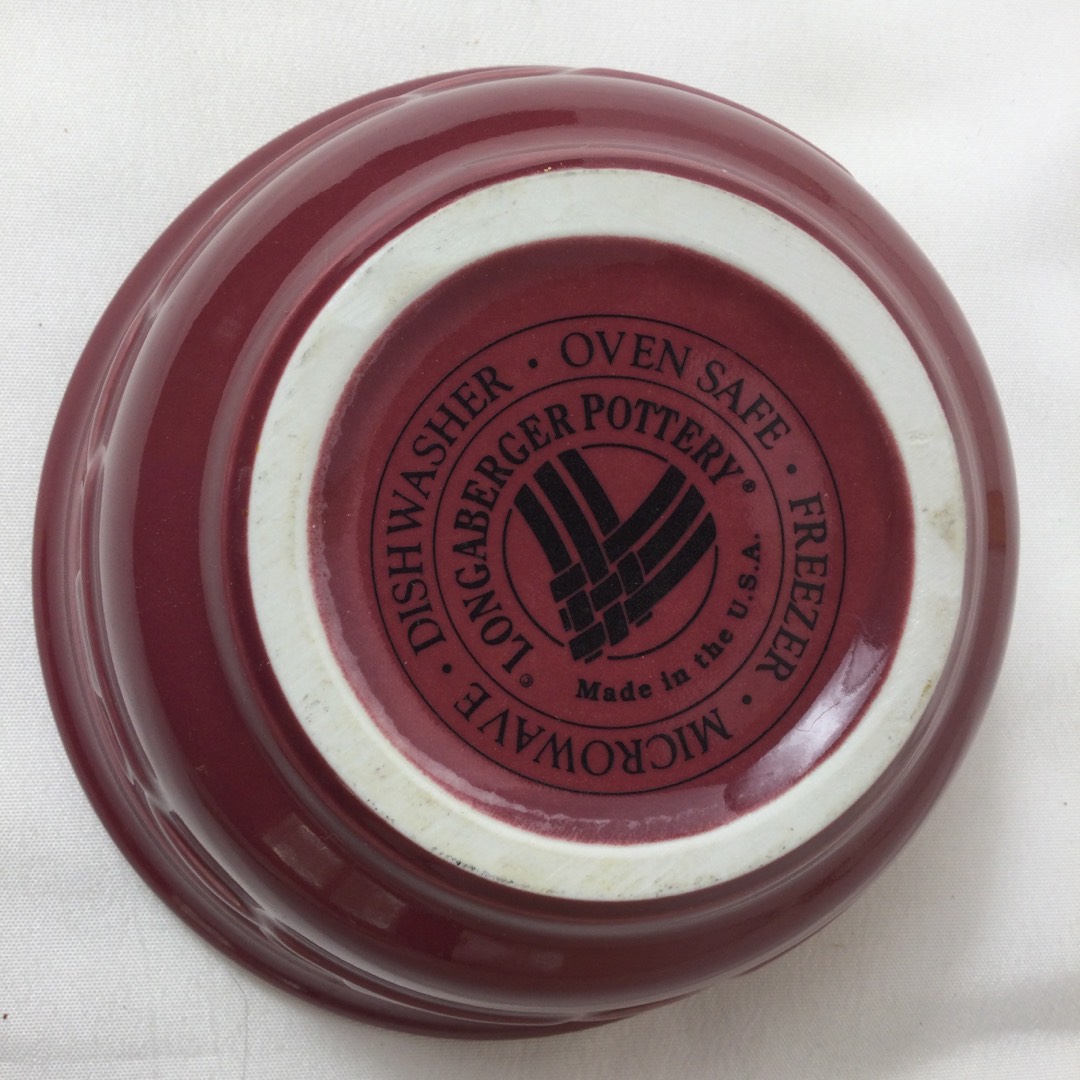 DISHWASHER · OVEN SAFE · FREEZER · MICROWAVE ·
© LONGABERGER POTTERY®
Made in the U.S.A.